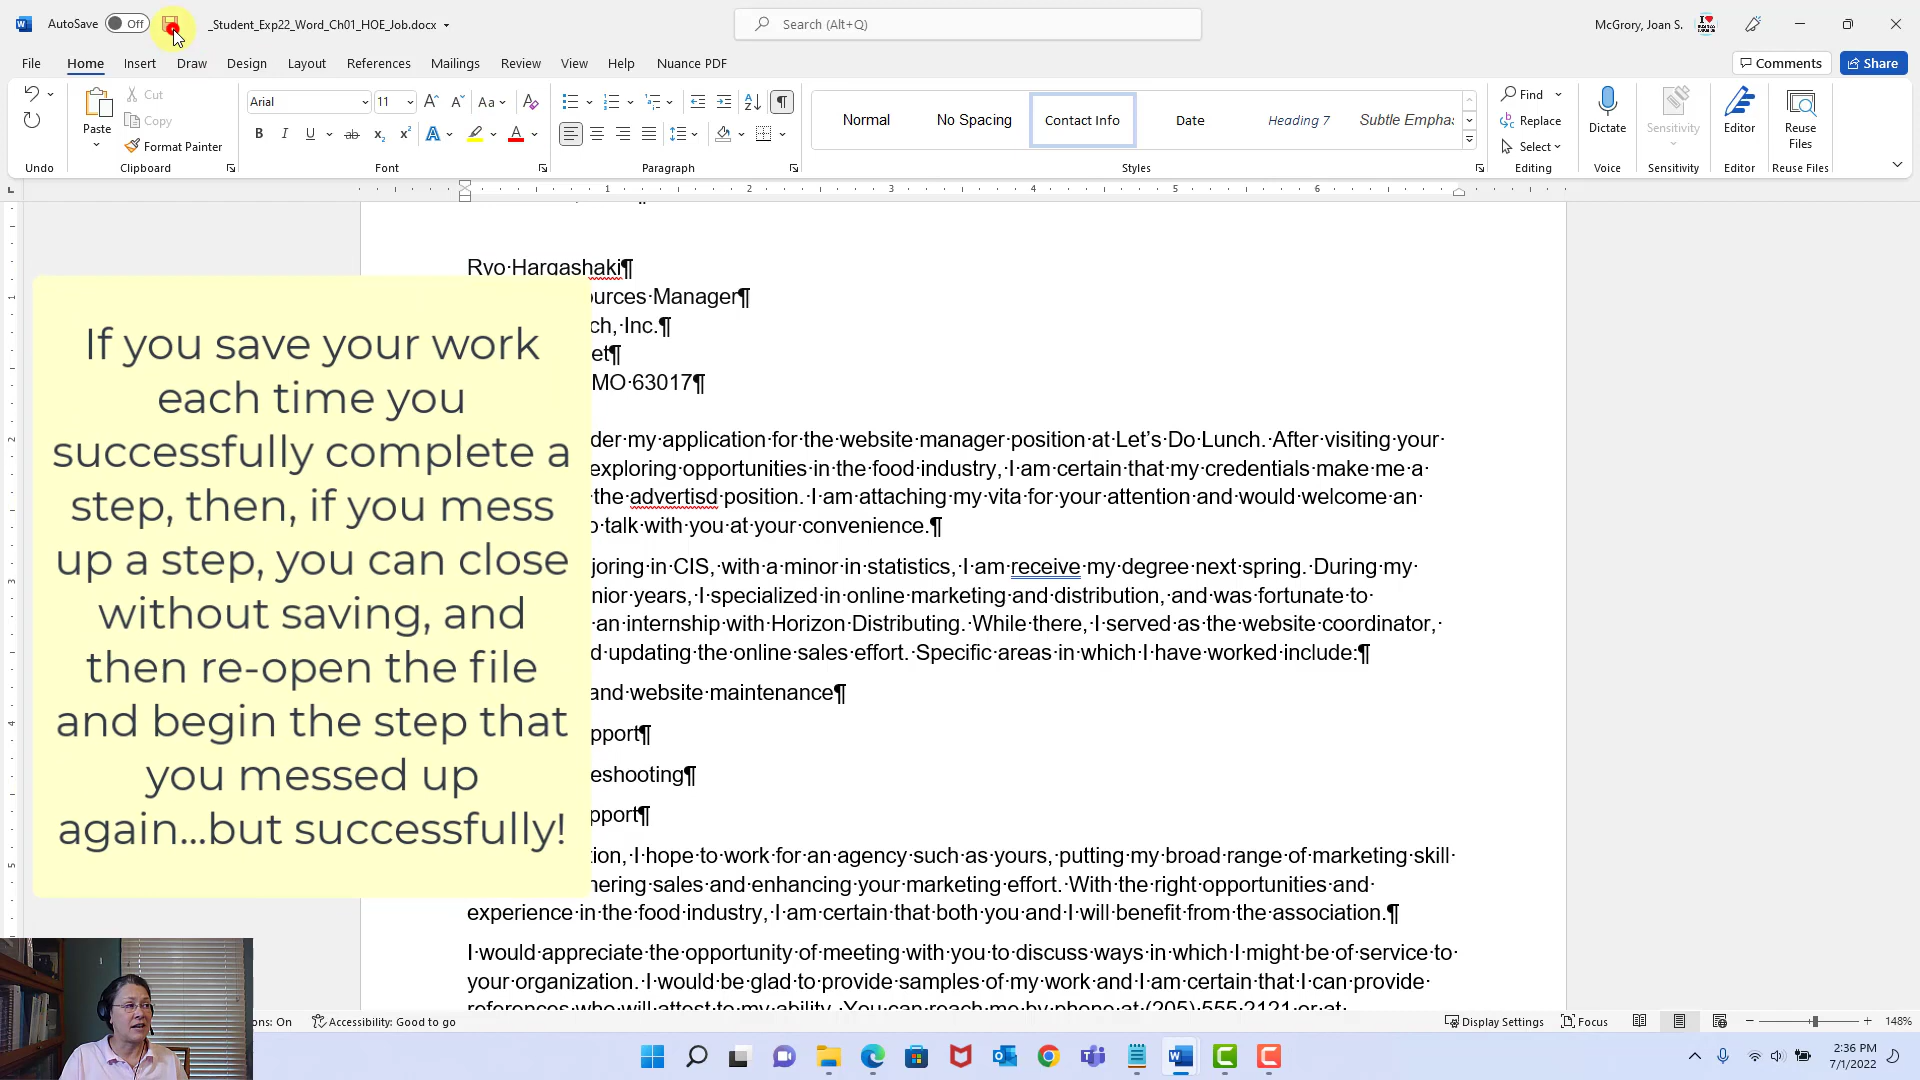 AutoSave Off _Student_Exp22_Word_Ch01_HOE_Job.docx Search (Alt+Q) McGrory, Joan S.
File Home Insert Draw Design Layout References Mailings Review View Help Nuance PDF Comments Share
Arial 11 Aa
Cut
Copy
Paste Format Painter
Normal No Spacing Contact Info Date Heading 7 Subtle Emphas
Find
Replace
Select
Dictate Sensitivity Editor Reuse Files
Undo Clipboard Font Paragraph Styles Editing Voice Sensitivity Editor Reuse Files
1 2 3 4 5 6
Ryo·Hargashaki¶
ources·Manager¶
ch,·Inc.¶
et¶
MO·63017¶
der·my·application·for·the·website·manager·position·at·Let’s·Do·Lunch.·After·visiting·your·
exploring·opportunities·in·the·food·industry,·I·am·certain·that·my·credentials·make·me·a·
the·advertisd·position.·I·am·attaching·my·vita·for·your·attention·and·would·welcome·an·
o·talk·with·you·at·your·convenience.¶
joring·in·CIS,·with·a·minor·in·statistics,·I·am·receive·my·degree·next·spring.·During·my·
nior·years,·I·specialized·in·online·marketing·and·distribution,·and·was·fortunate·to·
an·internship·with·Horizon·Distributing.·While·there,·I·served·as·the·website·coordinator,·
d·updating·the·online·sales·effort.·Specific·areas·in·which·I·have·worked·include:¶
and·website·maintenance¶
pport¶
eshooting¶
pport¶
tion,·I·hope·to·work·for·an·agency·such·as·yours,·putting·my·broad·range·of·marketing·skill·
hering·sales·and·enhancing·your·marketing·effort.·With·the·right·opportunities·and·
experience·in·the·food·industry,·I·am·certain·that·both·you·and·I·will·benefit·from·the·association.¶
I·would·appreciate·the·opportunity·of·meeting·with·you·to·discuss·ways·in·which·I·might·be·of·service·to·
your·organization.·I·would·be·glad·to·provide·samples·of·my·work·and·I·am·certain·that·I·can·provide·
references·who·will·attest·to·my·ability.·You·can·reach·me·by·phone·at·(205)·555-2121·or·at·
If you save your work
each time you
successfully complete a
step, then, if you mess
up a step, you can close
without saving, and
then re-open the file
and begin the step that
you messed up
again...but successfully!
ons: On Accessibility: Good to go Display Settings Focus 148%
2:36 PM
7/1/2022